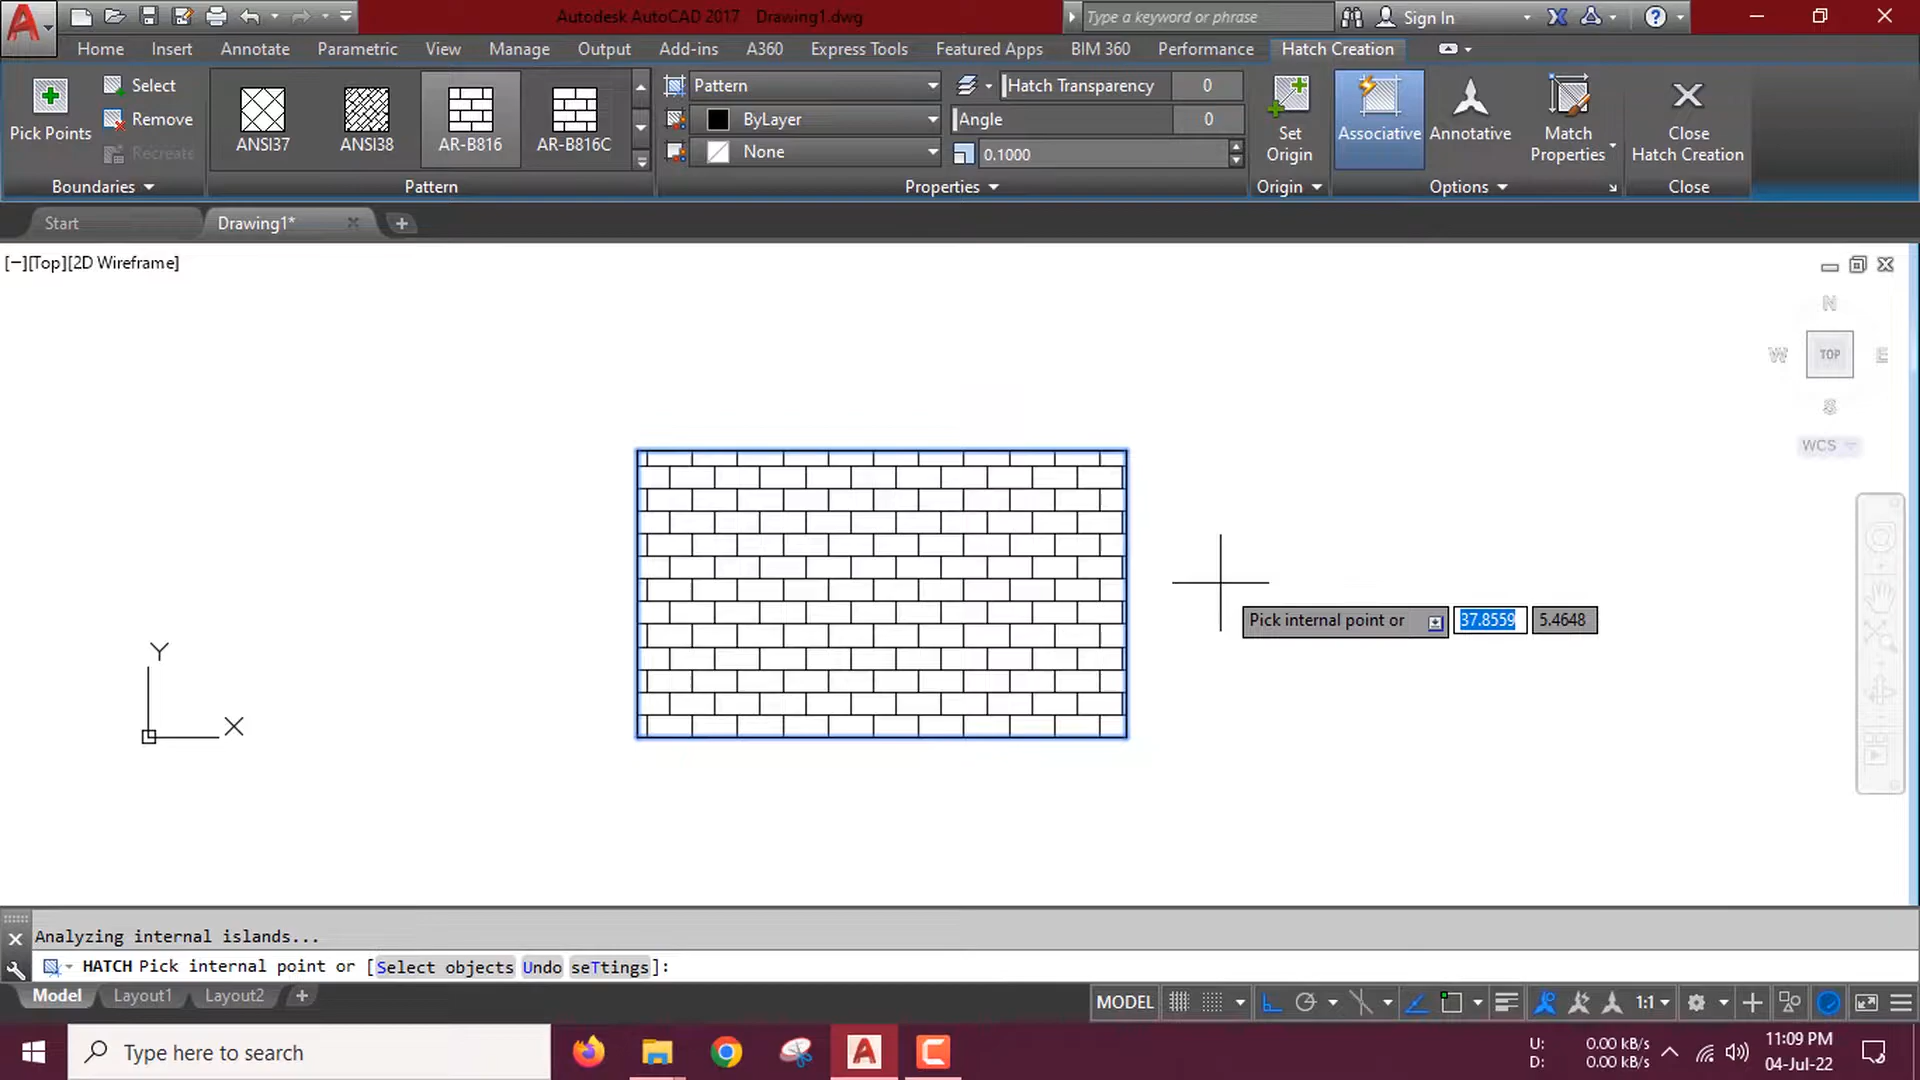 Autodesk AutoCAD 2017 Drawing1.dwg
Type a keyword or phrase
Sign In
Home Insert Annotate Parametric View Manage Output Add-ins A360 Express Tools Featured Apps BIM 360 Performance Hatch Creation
Pick Points
Select
Remove
Recreate
Boundaries
ANSI37
ANSI38
AR-B816
AR-B816C
Pattern
Pattern
ByLayer
None
Hatch Transparency 0
Angle 0
0.1000
Properties
Set
Origin
Origin
Associative
Annotative
Match
Properties
Options
Close
Hatch Creation
Close
Start
Drawing1*
[−][Top][2D Wireframe]
N
W
TOP
E
S
WCS
Pick internal point or 37.8559 5.4648
Y
X
Analyzing internal islands...
HATCH Pick internal point or [Select objects Undo seTtings]:
Model Layout1 Layout2
MODEL
1:1
Type here to search
U: 0.00 kB/s
D: 0.00 kB/s
11:09 PM
04-Jul-22